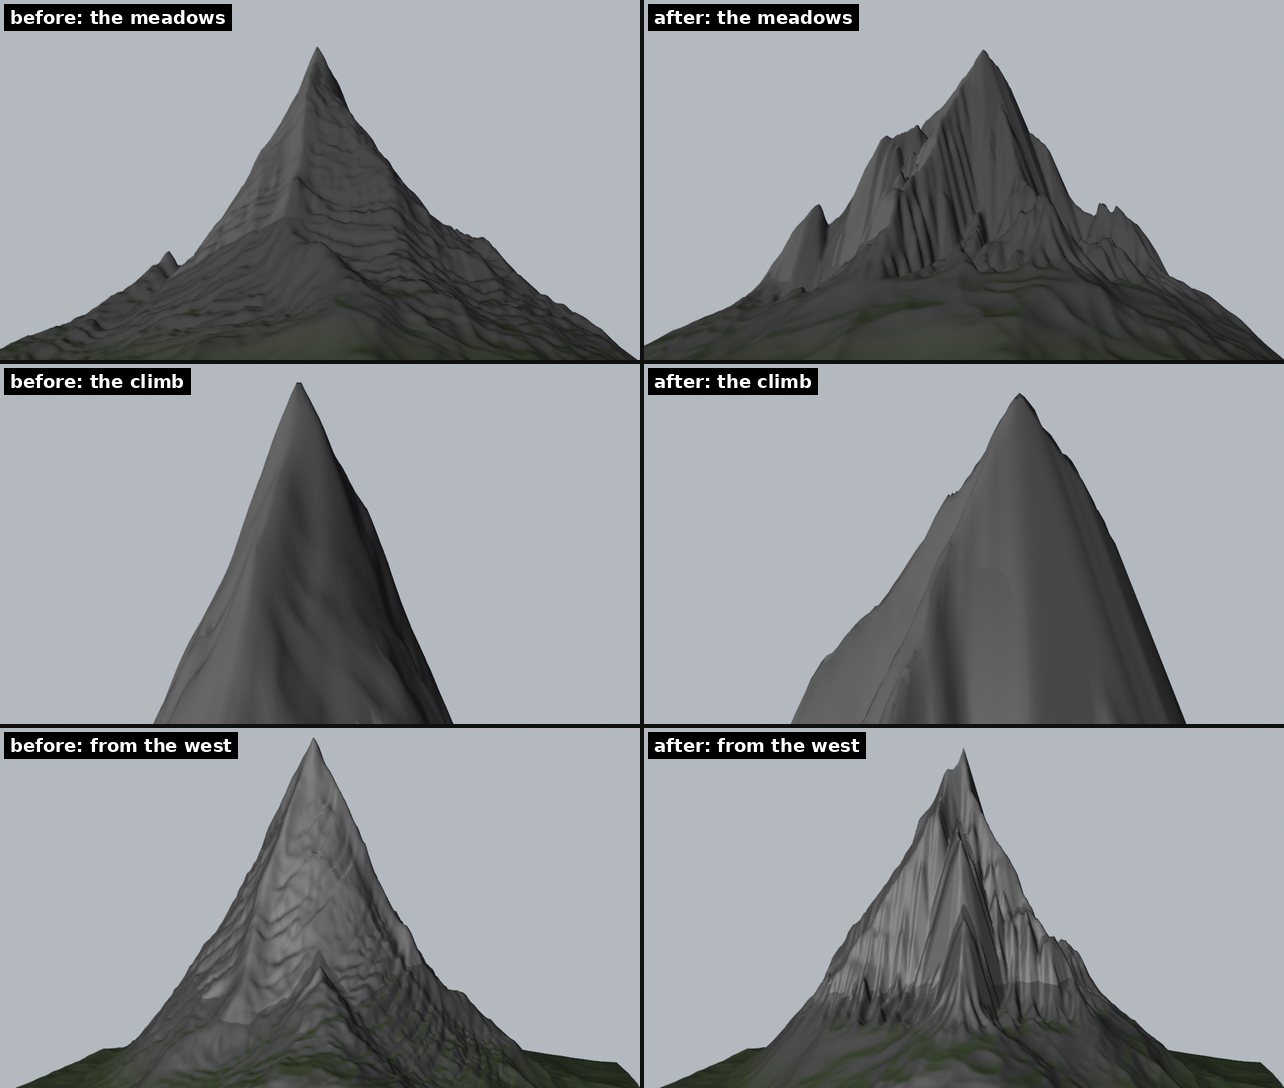 before: the meadows
after: the meadows
before: the climb
after: the climb
before: from the west
after: from the west